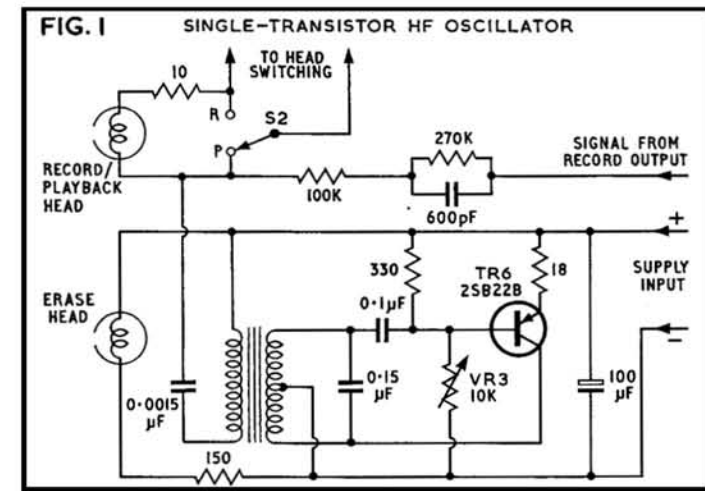 FIG. I
SINGLE-TRANSISTOR HF OSCILLATOR
TO HEAD
SWITCHING
10
R
S2
P
RECORD/
PLAYBACK
HEAD
270K
SIGNAL FROM
RECORD OUTPUT
100K
600pF
+
330
TR6
2SB22B
18
SUPPLY
INPUT
ERASE
HEAD
0·1µF
−
0·0015
µF
0·15
µF
VR3
10K
100
µF
150